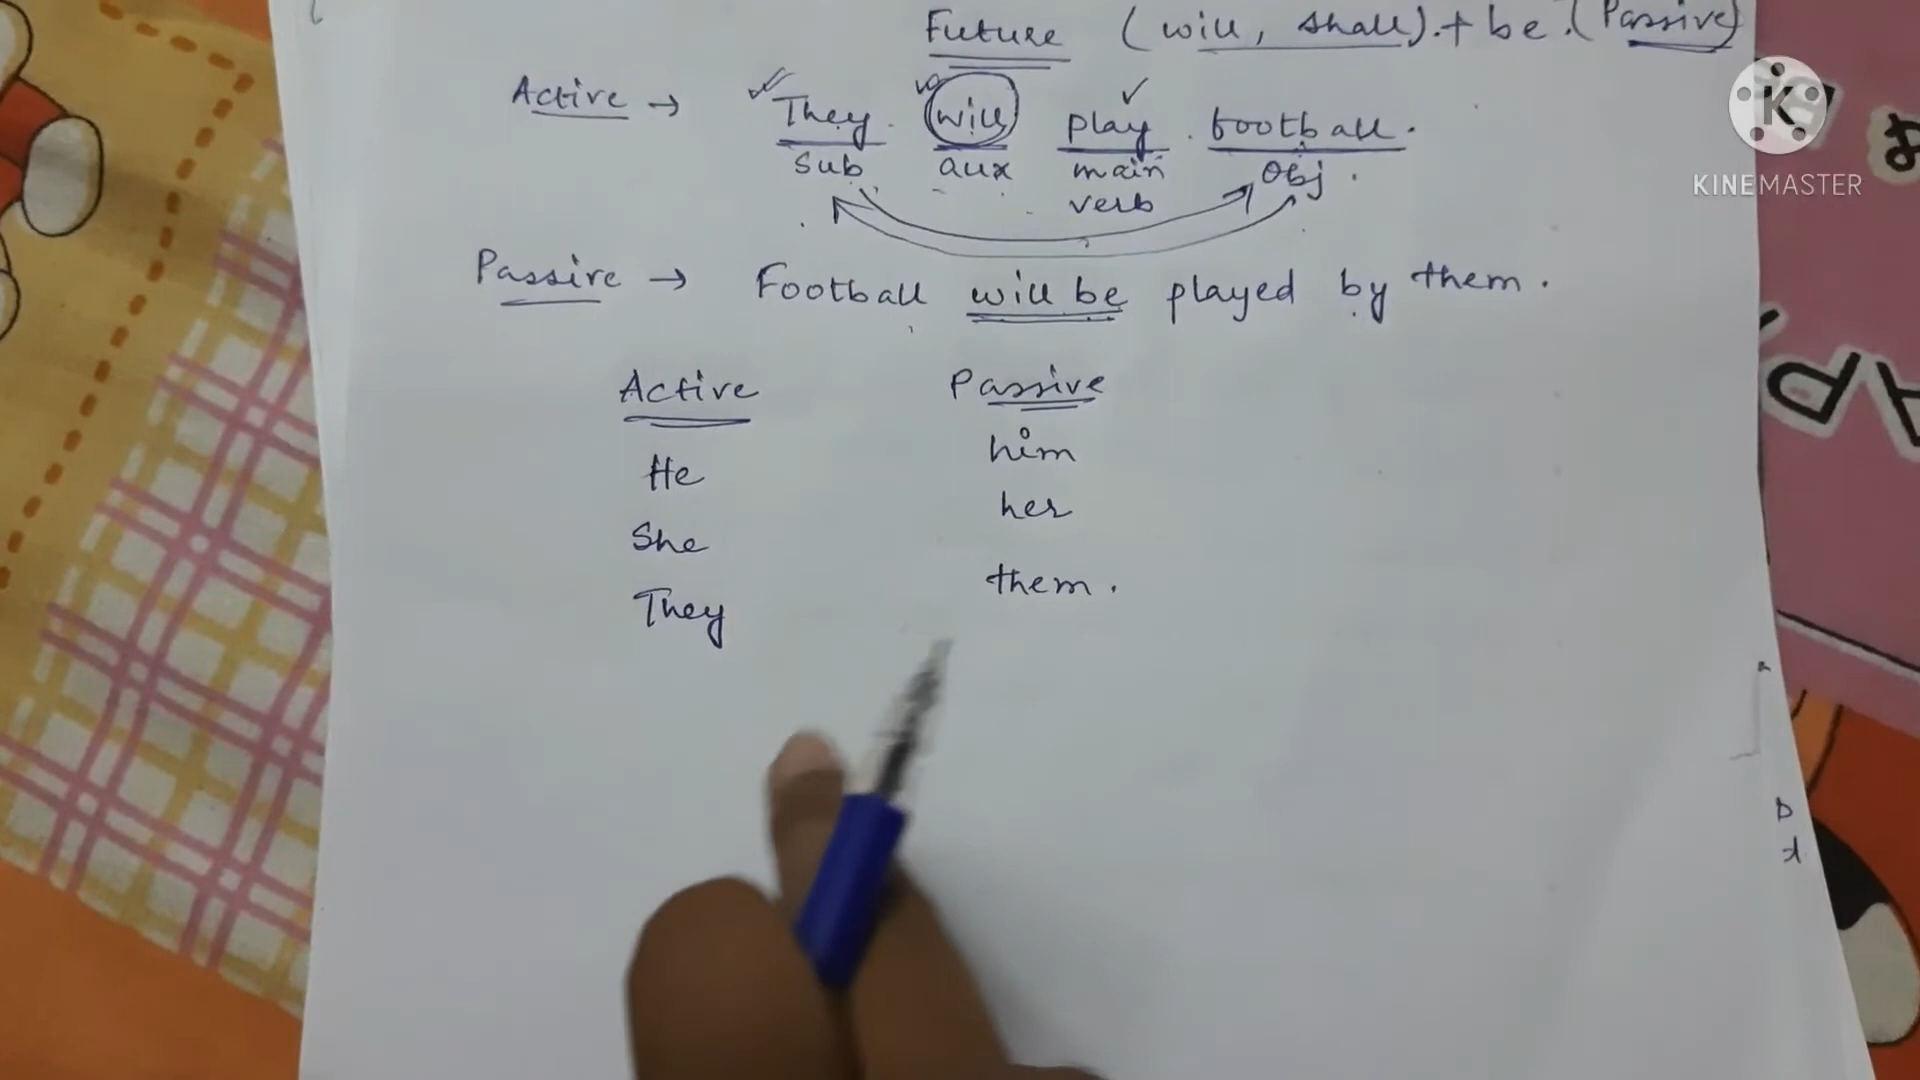 Future (will, shall).+ be.(Passive)
Active → They will play football.
sub aux main verb obj.
Passive → Football will be played by them.
Active Passive
He him
She her
They them.
K
KINEMASTER